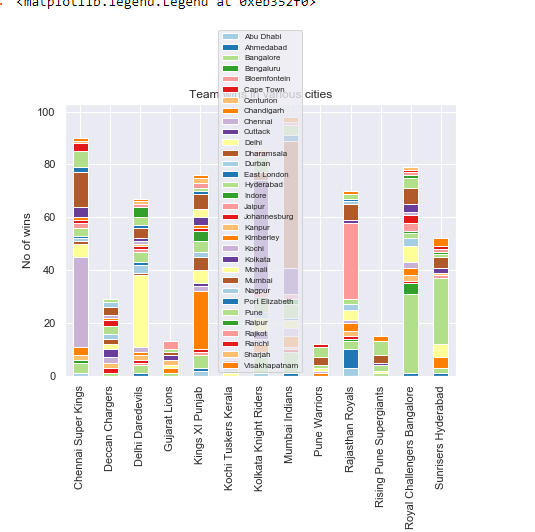 <matplotlib.legend.Legend at 0xeb352f0>
Team wins in various cities
Abu Dhabi
Ahmedabad
Bangalore
Bengaluru
Bloemfontein
Cape Town
Centurion
Chandigarh
Chennai
Cuttack
Delhi
Dharamsala
Durban
East London
Hyderabad
Indore
Jaipur
Johannesburg
Kanpur
Kimberley
Kochi
Kolkata
Mohali
Mumbai
Nagpur
Port Elizabeth
Pune
Raipur
Rajkot
Ranchi
Sharjah
Visakhapatnam
No of wins
100
80
60
40
20
0
Chennai Super Kings
Deccan Chargers
Delhi Daredevils
Gujarat Lions
Kings XI Punjab
Kochi Tuskers Kerala
Kolkata Knight Riders
Mumbai Indians
Pune Warriors
Rajasthan Royals
Rising Pune Supergiants
Royal Challengers Bangalore
Sunrisers Hyderabad